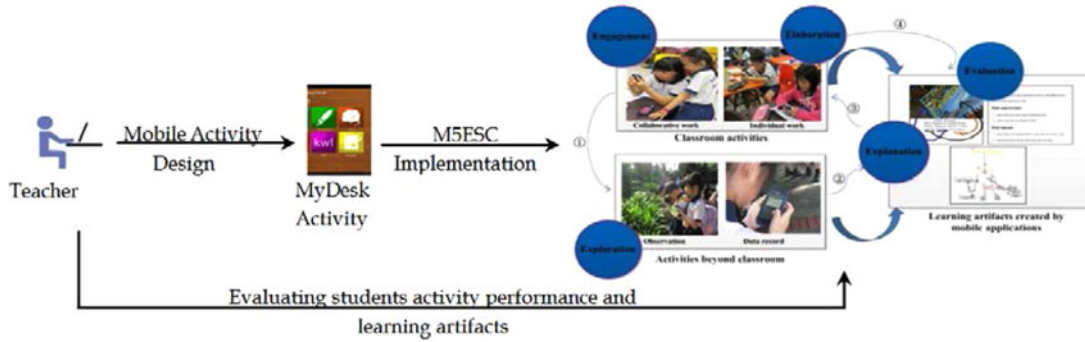 Teacher
Mobile Activity
Design
kwl
MyDesk
Activity
M5ESC
Implementation
Engagement
Elaboration
④
Evaluation
Collaborative work
Individual work
Classroom activities
①
③
Explanation
②
Exploration
Observation
Data record
Activities beyond classroom
Learning artifacts created by
mobile applications
Evaluating students activity performance and
learning artifacts